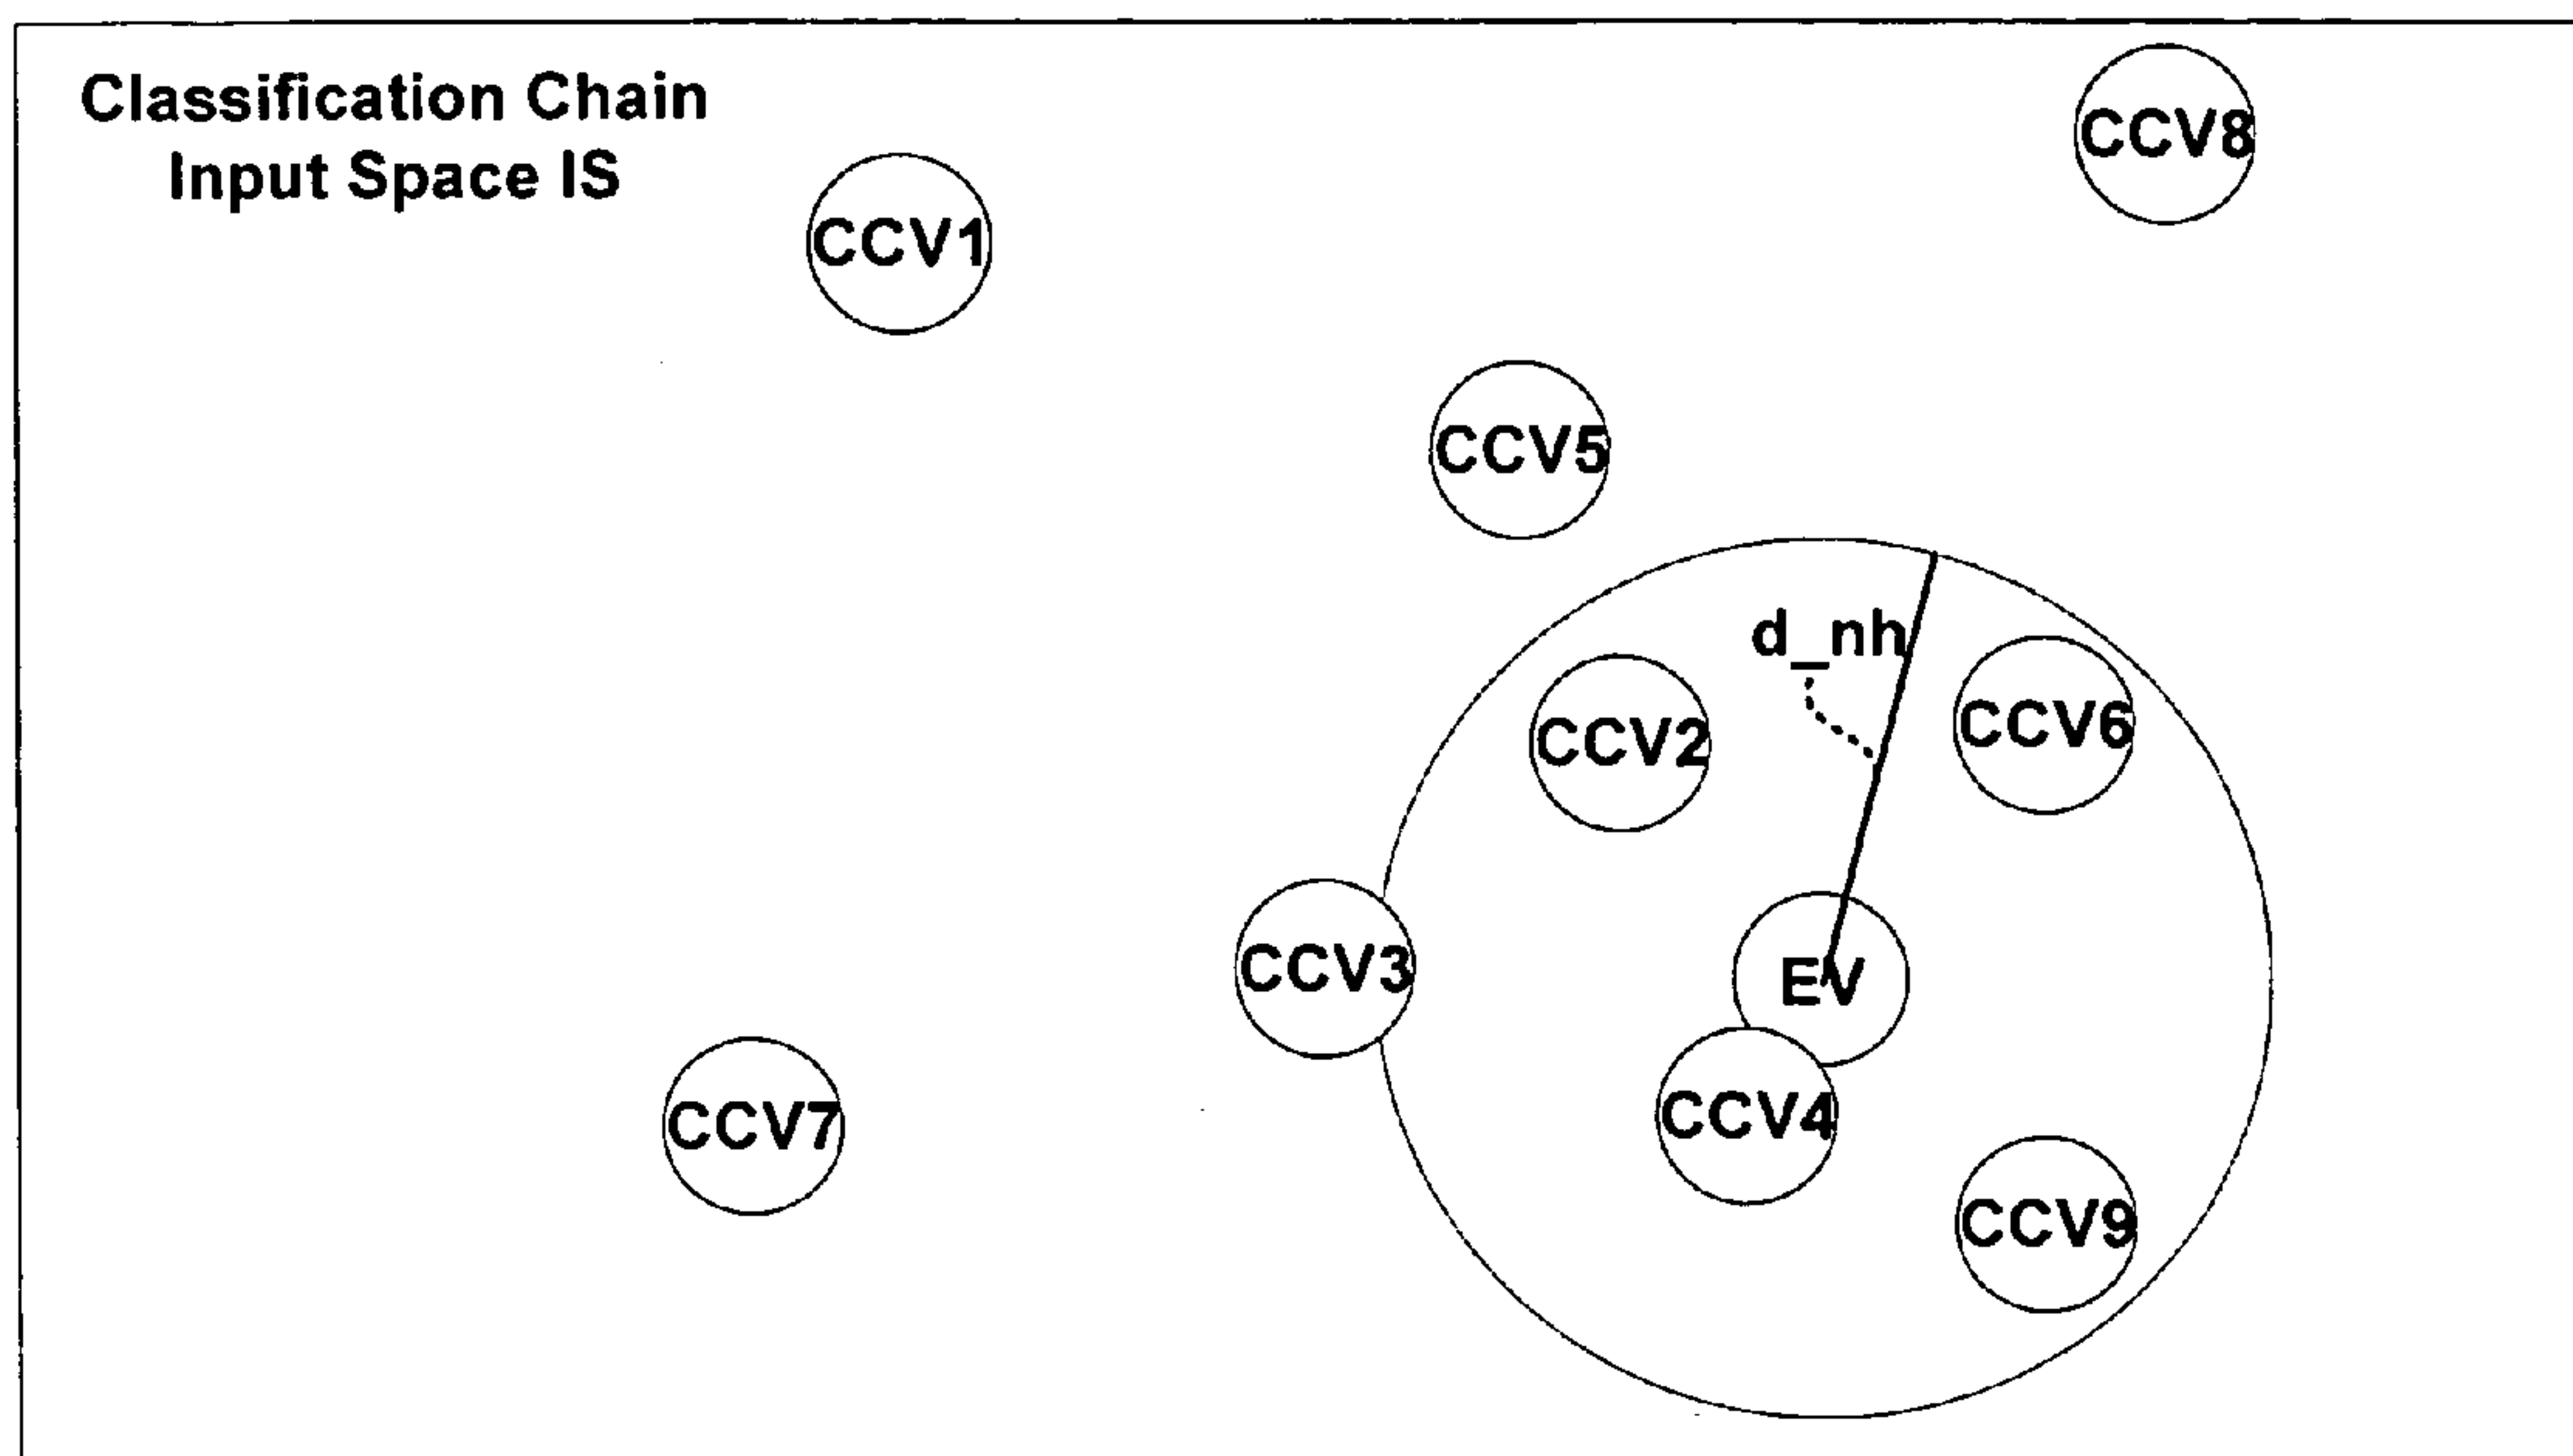 Classification Chain
Input Space IS
CCV8
CCV1
CCV5
d_nh
CCV6
CCV2
CCV3
EV
CCV4
CCV7
CCV9